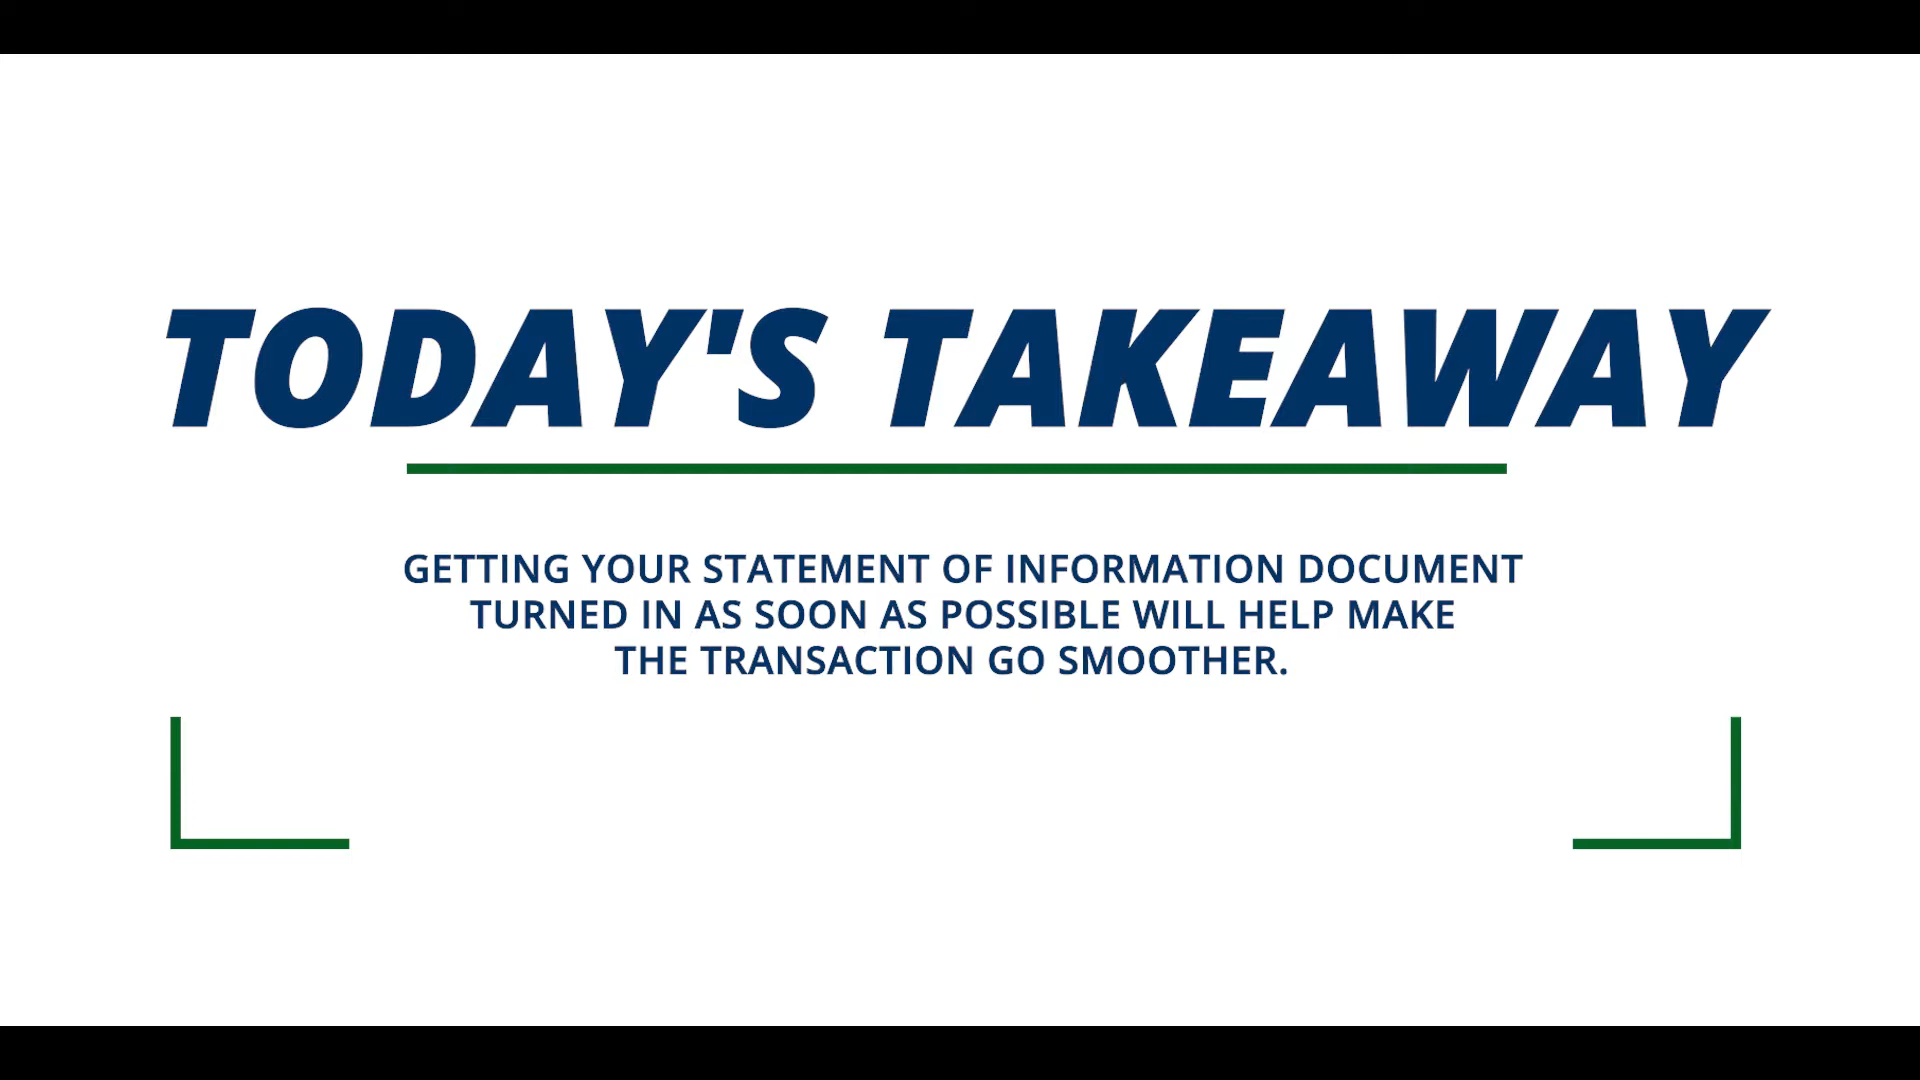 TODAY'S TAKEAWAY
GETTING YOUR STATEMENT OF INFORMATION DOCUMENT
TURNED IN AS SOON AS POSSIBLE WILL HELP MAKE
THE TRANSACTION GO SMOOTHER.